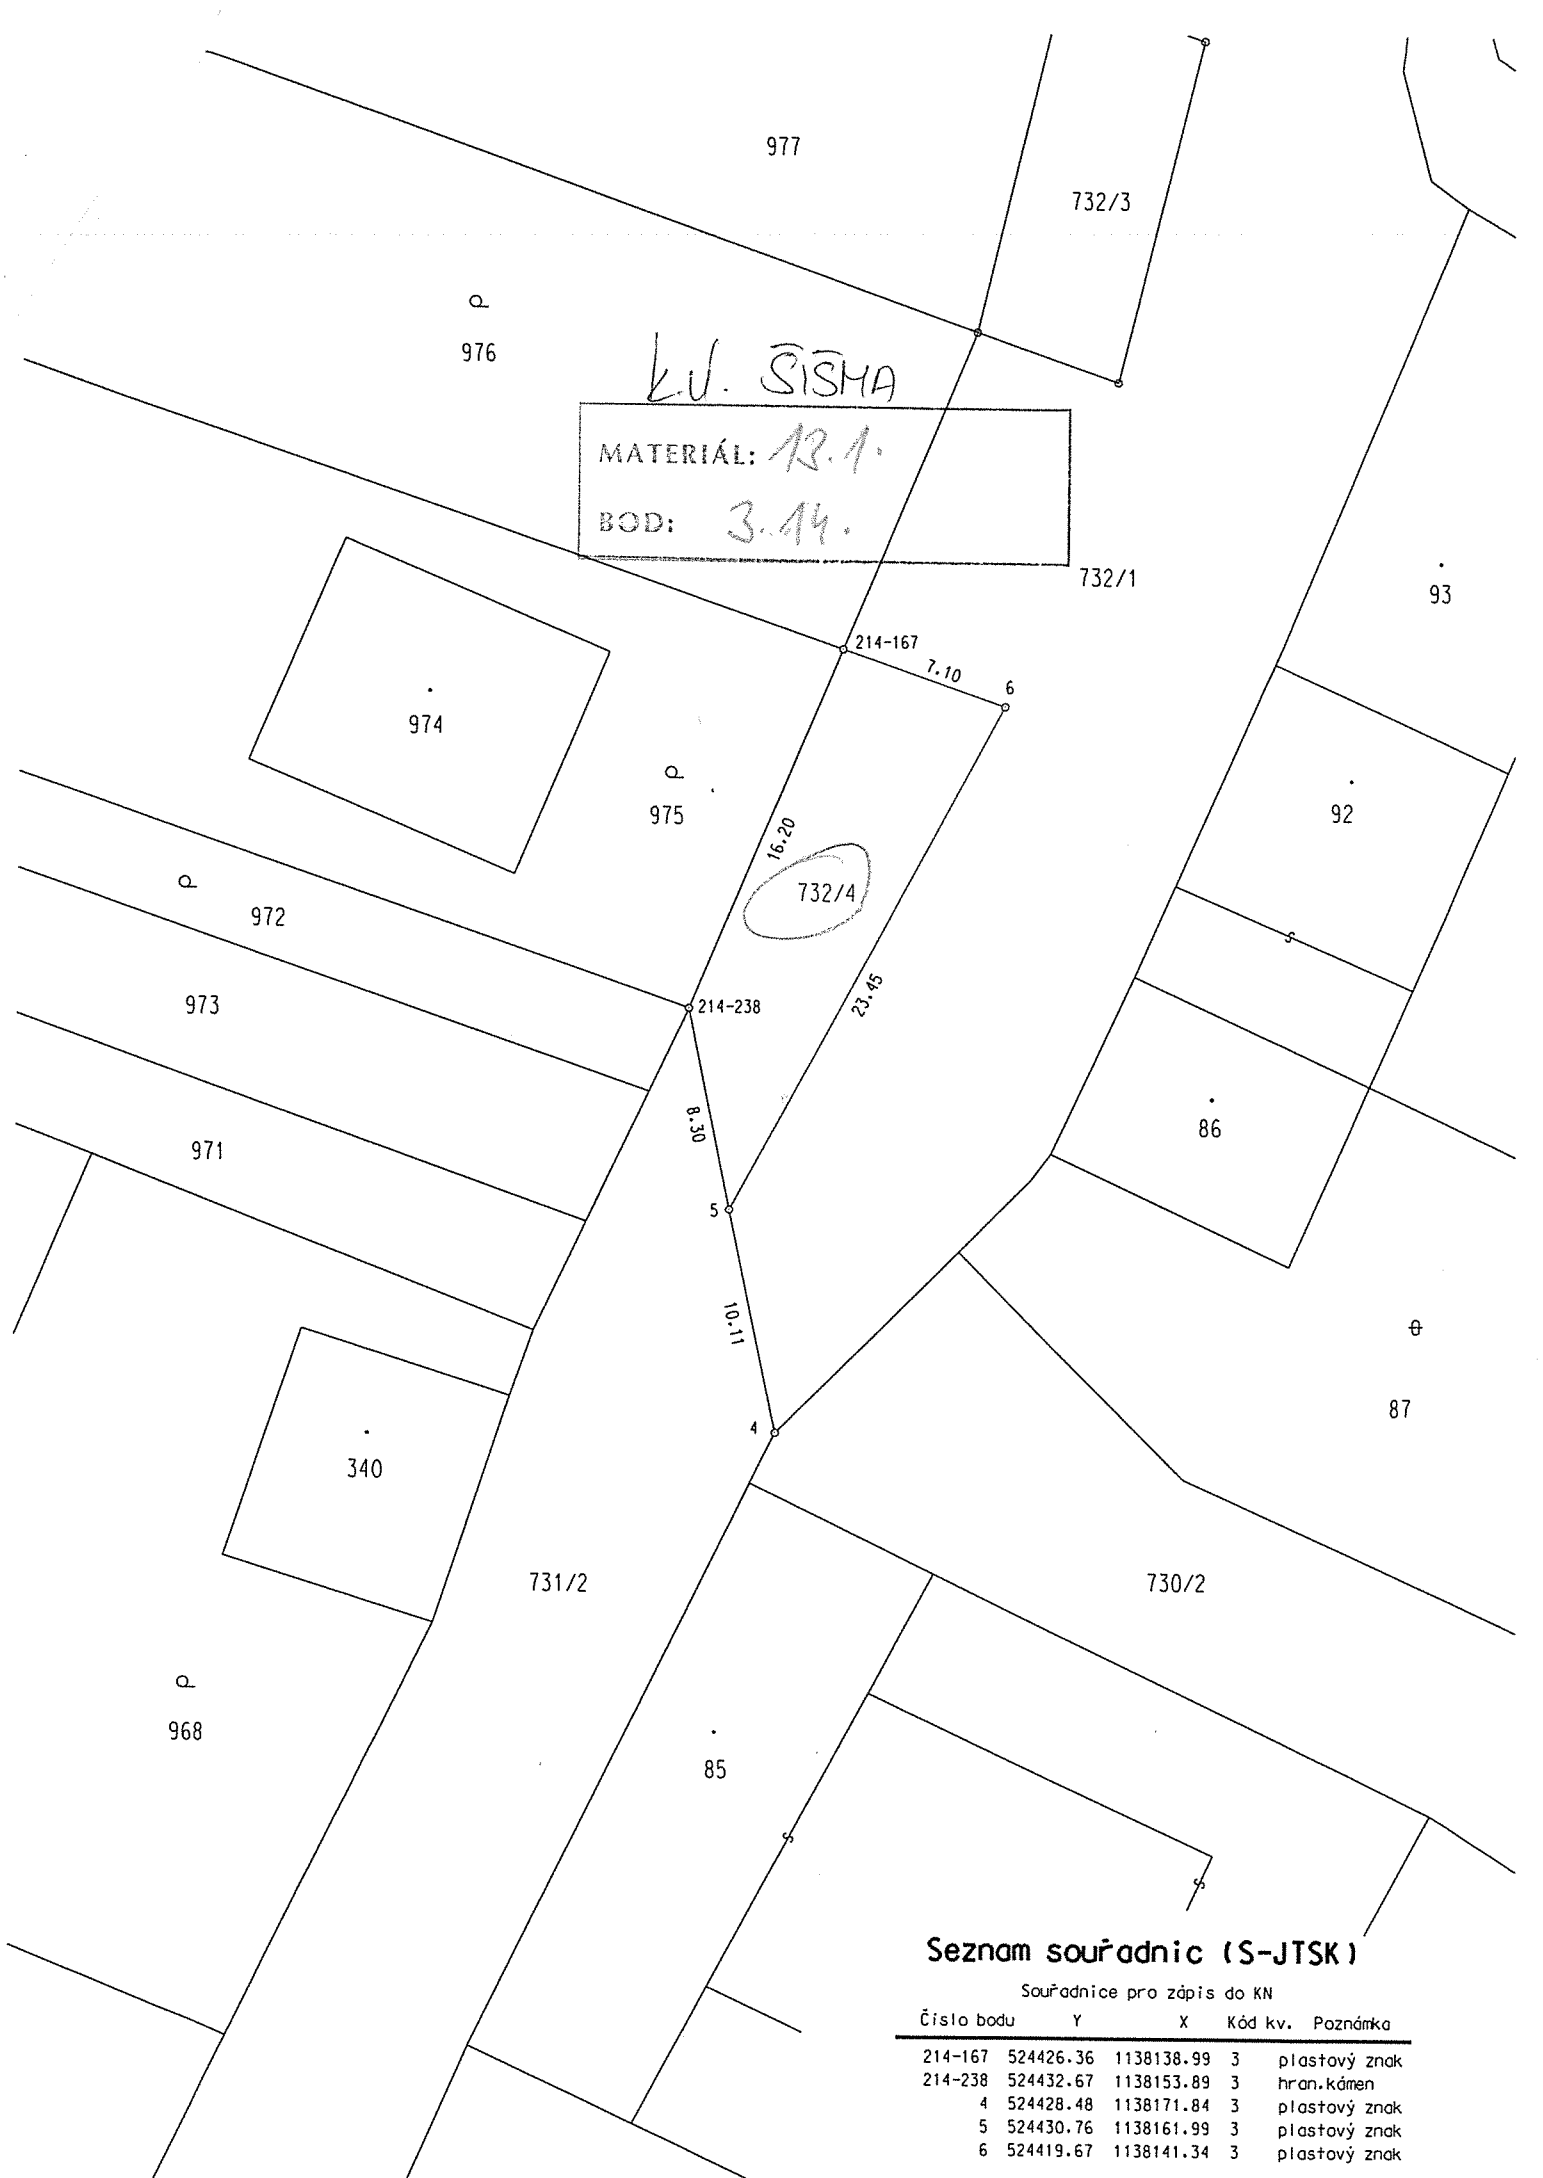 977
732/3
976
k.ú. ŠIŠMA
MATERIÁL: 13.1.
BOD: 3.14.
732/1
93
214-167
7.10
6
974
975
92
16.20
732/4
972
973
214-238
23.45
8.30
971
86
5
10.11
87
4
340
731/2
730/2
968
85
Seznam souřadnic (S-JTSK)
Souřadnice pro zápis do KN
Číslo bodu Y X Kód kv. Poznámka
214-167 524426.36 1138138.99 3 plastový znak
214-238 524432.67 1138153.89 3 hran.kámen
4 524428.48 1138171.84 3 plastový znak
5 524430.76 1138161.99 3 plastový znak
6 524419.67 1138141.34 3 plastový znak